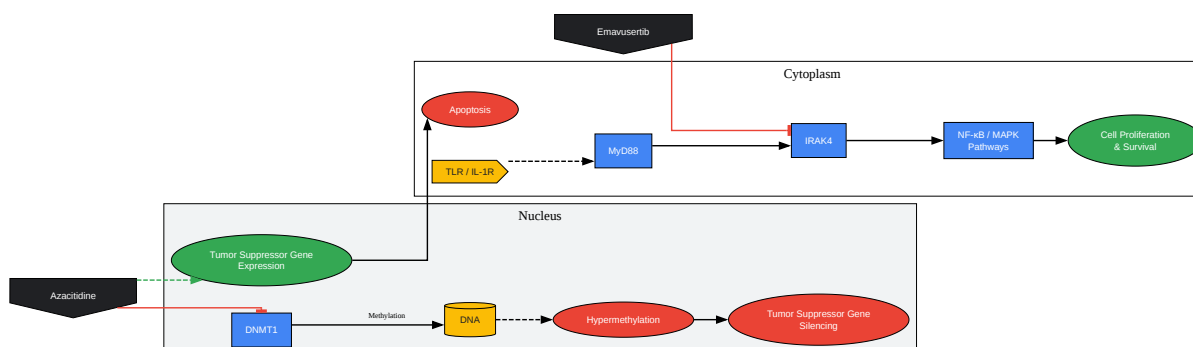 Emavusertib
Cytoplasm
Apoptosis
TLR / IL-1R
MyD88
IRAK4
NF-κB / MAPK
Pathways
Cell Proliferation
& Survival
Nucleus
Tumor Suppressor Gene
Expression
Azacitidine
DNMT1
Methylation
DNA
Hypermethylation
Tumor Suppressor Gene
Silencing